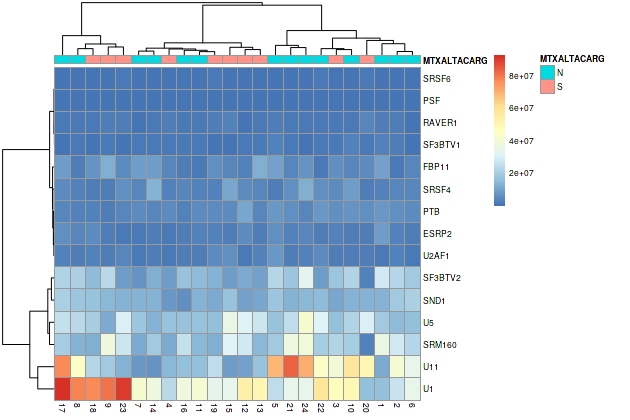 MTXALTACARG
SRSF6
PSF
RAVER1
SF3BTV1
FBP11
SRSF4
PTB
ESRP2
U2AF1
SF3BTV2
SND1
U5
SRM160
U11
U1
17 8 18 9 23 7 14 4 16 11 19 15 12 13 5 21 24 22 3 10 20 1 2 6
8e+07
6e+07
4e+07
2e+07
MTXALTACARG
N
S